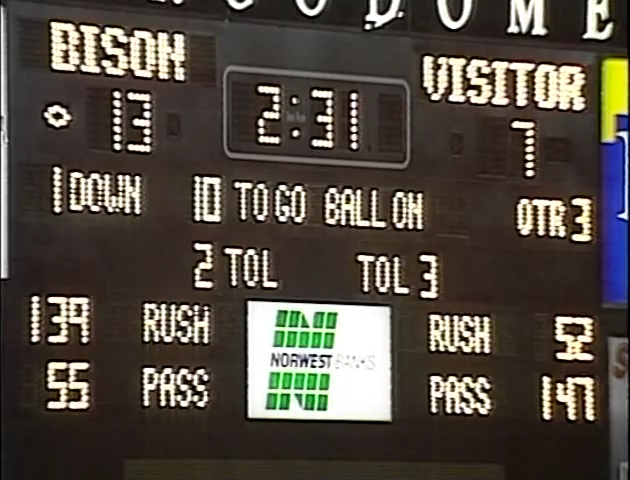 R G O D O M E
BISON 2:31 VISITOR
13 7
1 DOWN 10 TO GO BALL ON QTR 3
2 TOL TOL 3
139 RUSH RUSH 52
NORWEST BANKS
55 PASS PASS 147